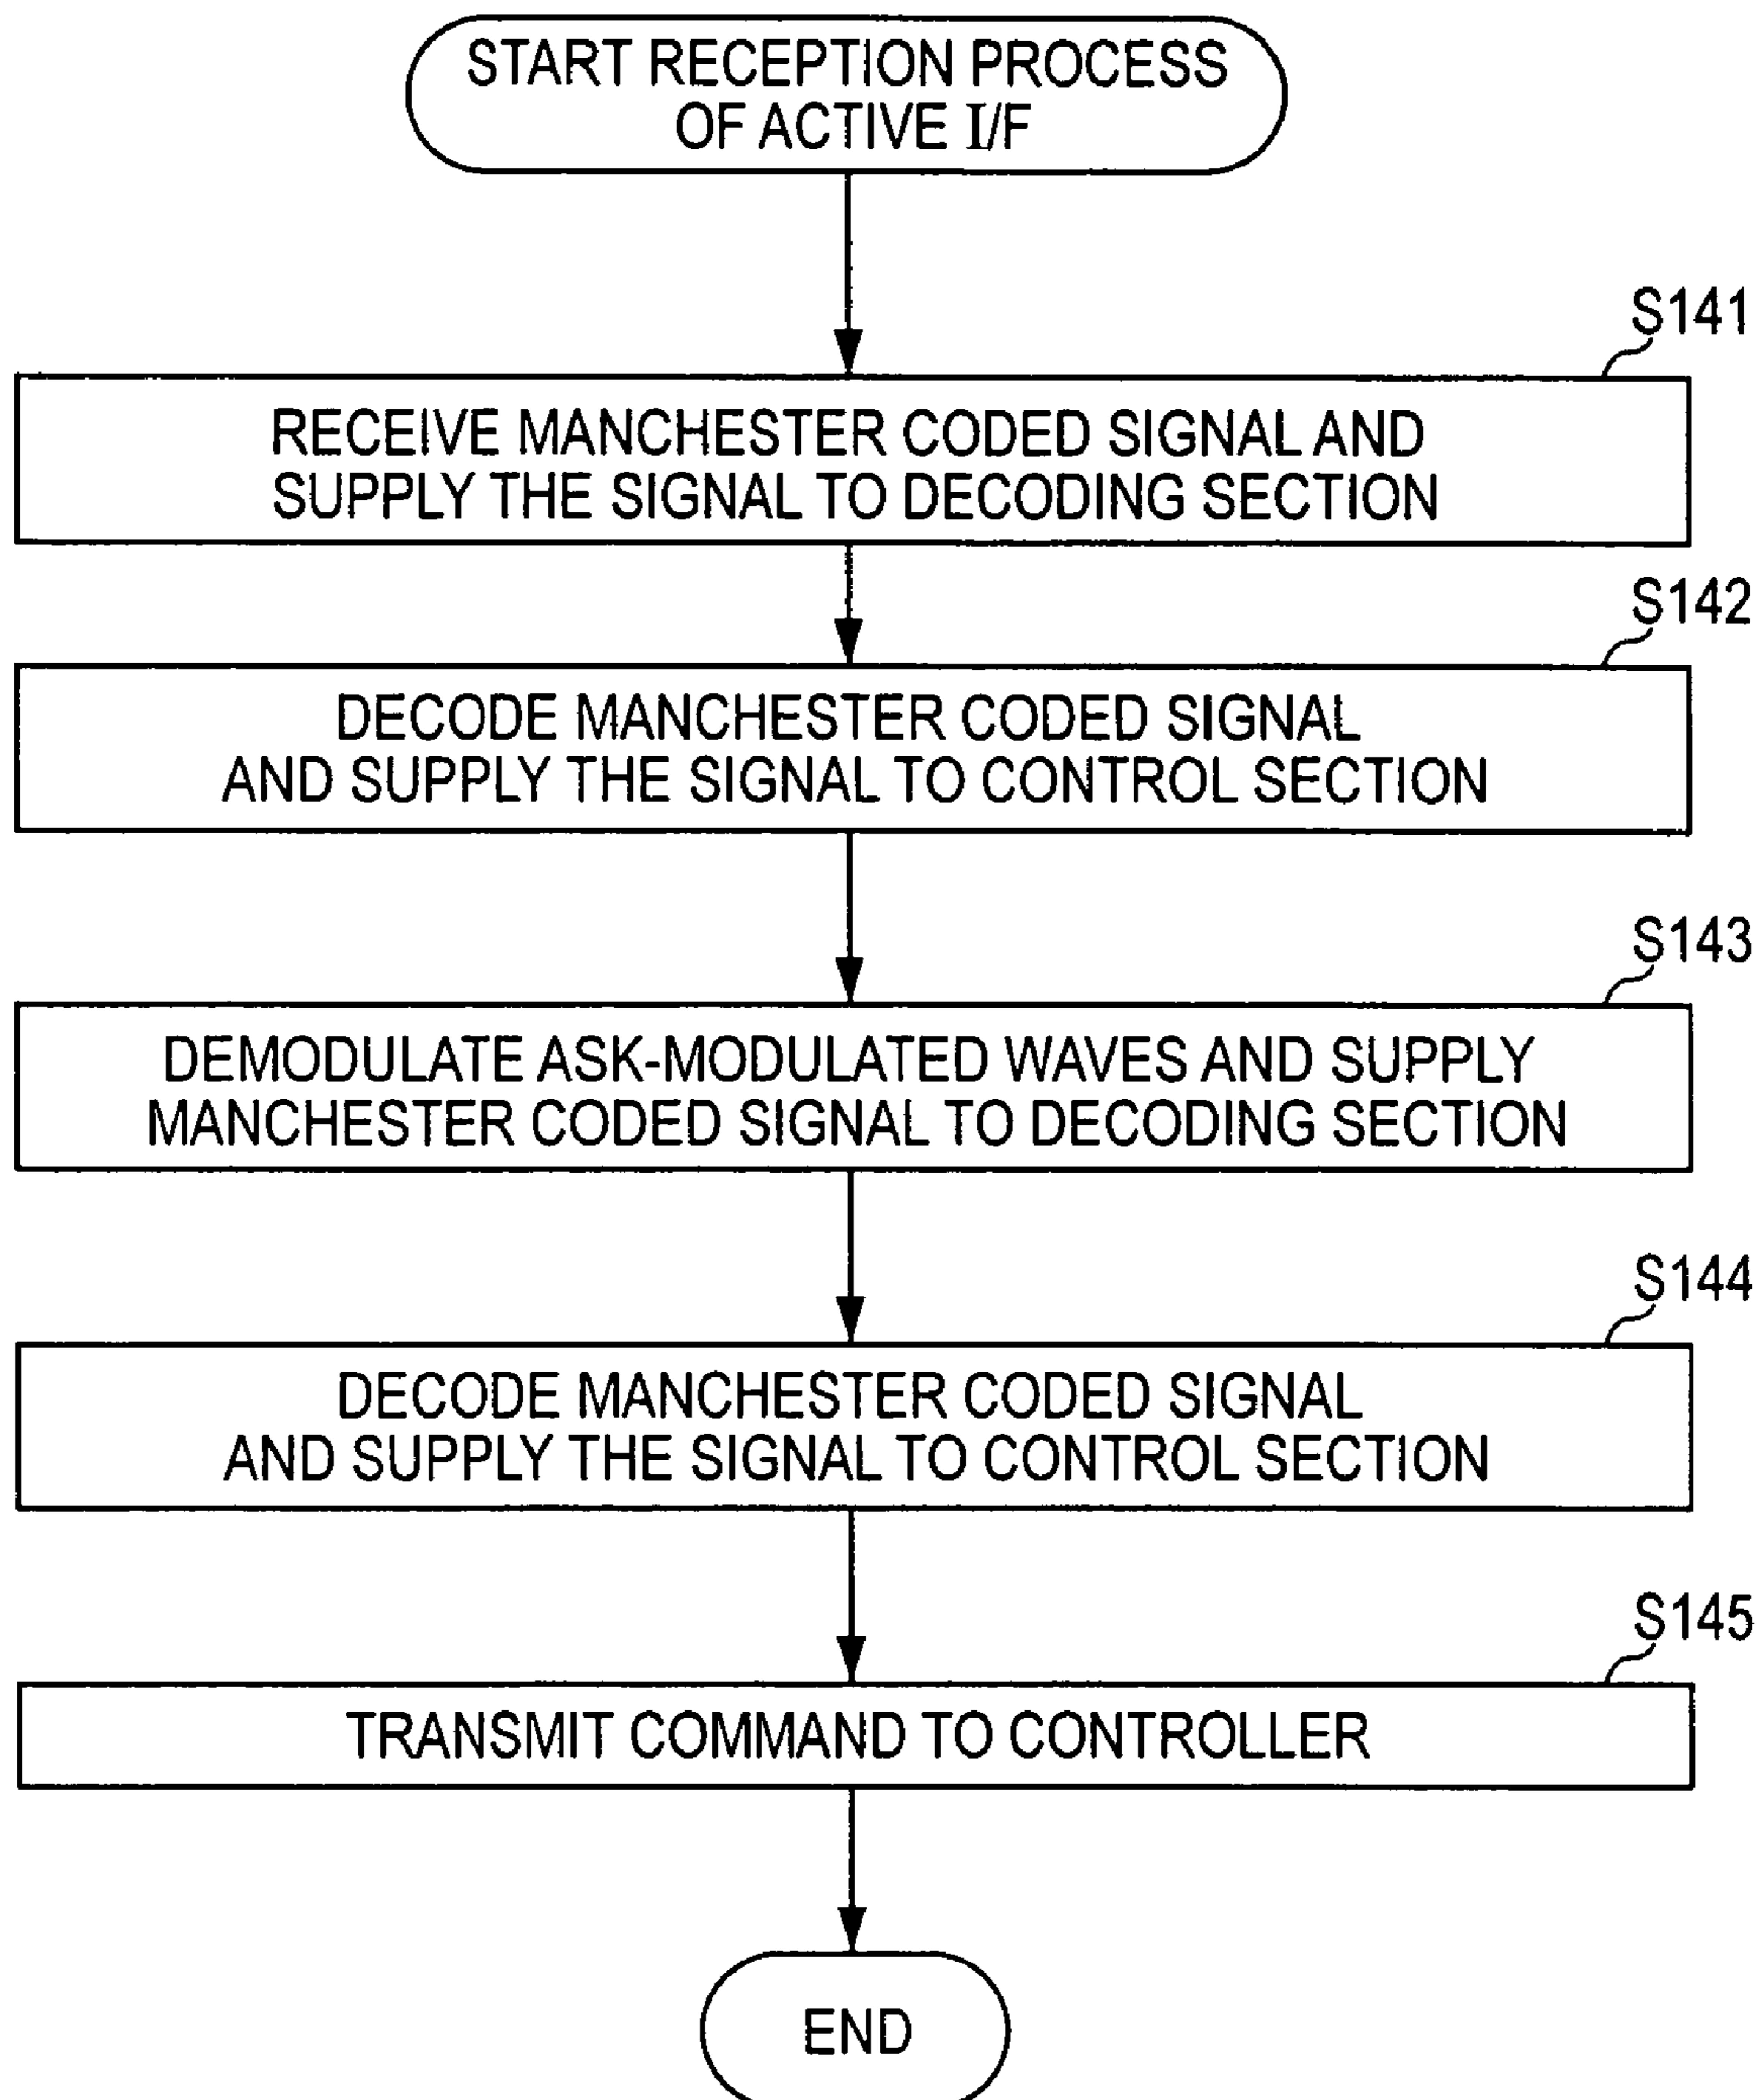 START RECEPTION PROCESS
OF ACTIVE I/F
S141
RECEIVE MANCHESTER CODED SIGNAL AND
SUPPLY THE SIGNAL TO DECODING SECTION
S142
DECODE MANCHESTER CODED SIGNAL
AND SUPPLY THE SIGNAL TO CONTROL SECTION
S143
DEMODULATE ASK-MODULATED WAVES AND SUPPLY
MANCHESTER CODED SIGNAL TO DECODING SECTION
S144
DECODE MANCHESTER CODED SIGNAL
AND SUPPLY THE SIGNAL TO CONTROL SECTION
S145
TRANSMIT COMMAND TO CONTROLLER
END